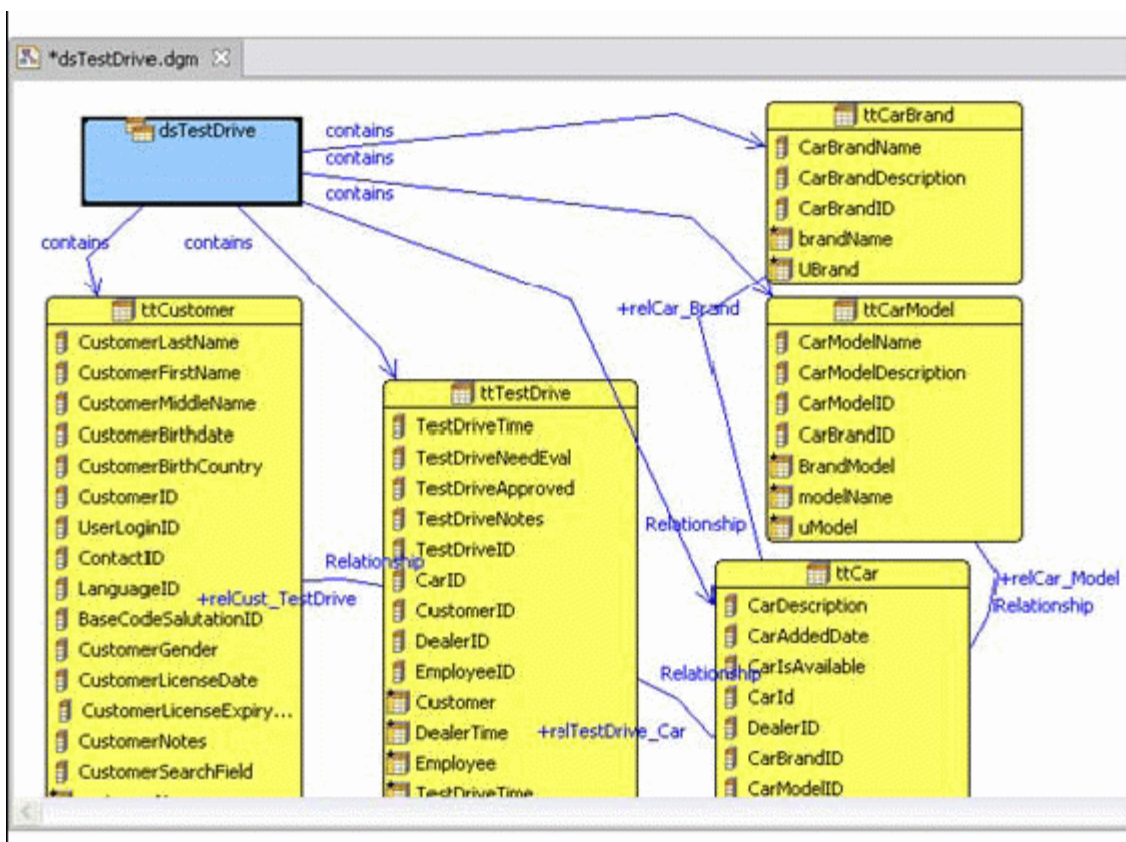 *dsTestDrive.dgm
dsTestDrive
contains
contains
contains
contains
contains
ttCarBrand
CarBrandName
CarBrandDescription
CarBrandID
brandName
UBrand
+relCar_Brand
ttCustomer
CustomerLastName
CustomerFirstName
CustomerMiddleName
CustomerBirthdate
CustomerBirthCountry
CustomerID
UserLoginID
ContactID
LanguageID
BaseCodeSalutationID
CustomerGender
CustomerLicenseDate
CustomerLicenseExpiry...
CustomerNotes
CustomerSearchField
Relationship
+relCust_TestDrive
ttTestDrive
TestDriveTime
TestDriveNeedEval
TestDriveApproved
TestDriveNotes
TestDriveID
CarID
CustomerID
DealerID
EmployeeID
Customer
DealerTime
Employee
TestDriveTime
ttCarModel
CarModelName
CarModelDescription
CarModelID
CarBrandID
BrandModel
modelName
uModel
Relationship
+relCar_Model
Relationship
Relationship
+relTestDrive_Car
ttCar
CarDescription
CarAddedDate
CarIsAvailable
CarId
DealerID
CarBrandID
CarModelID